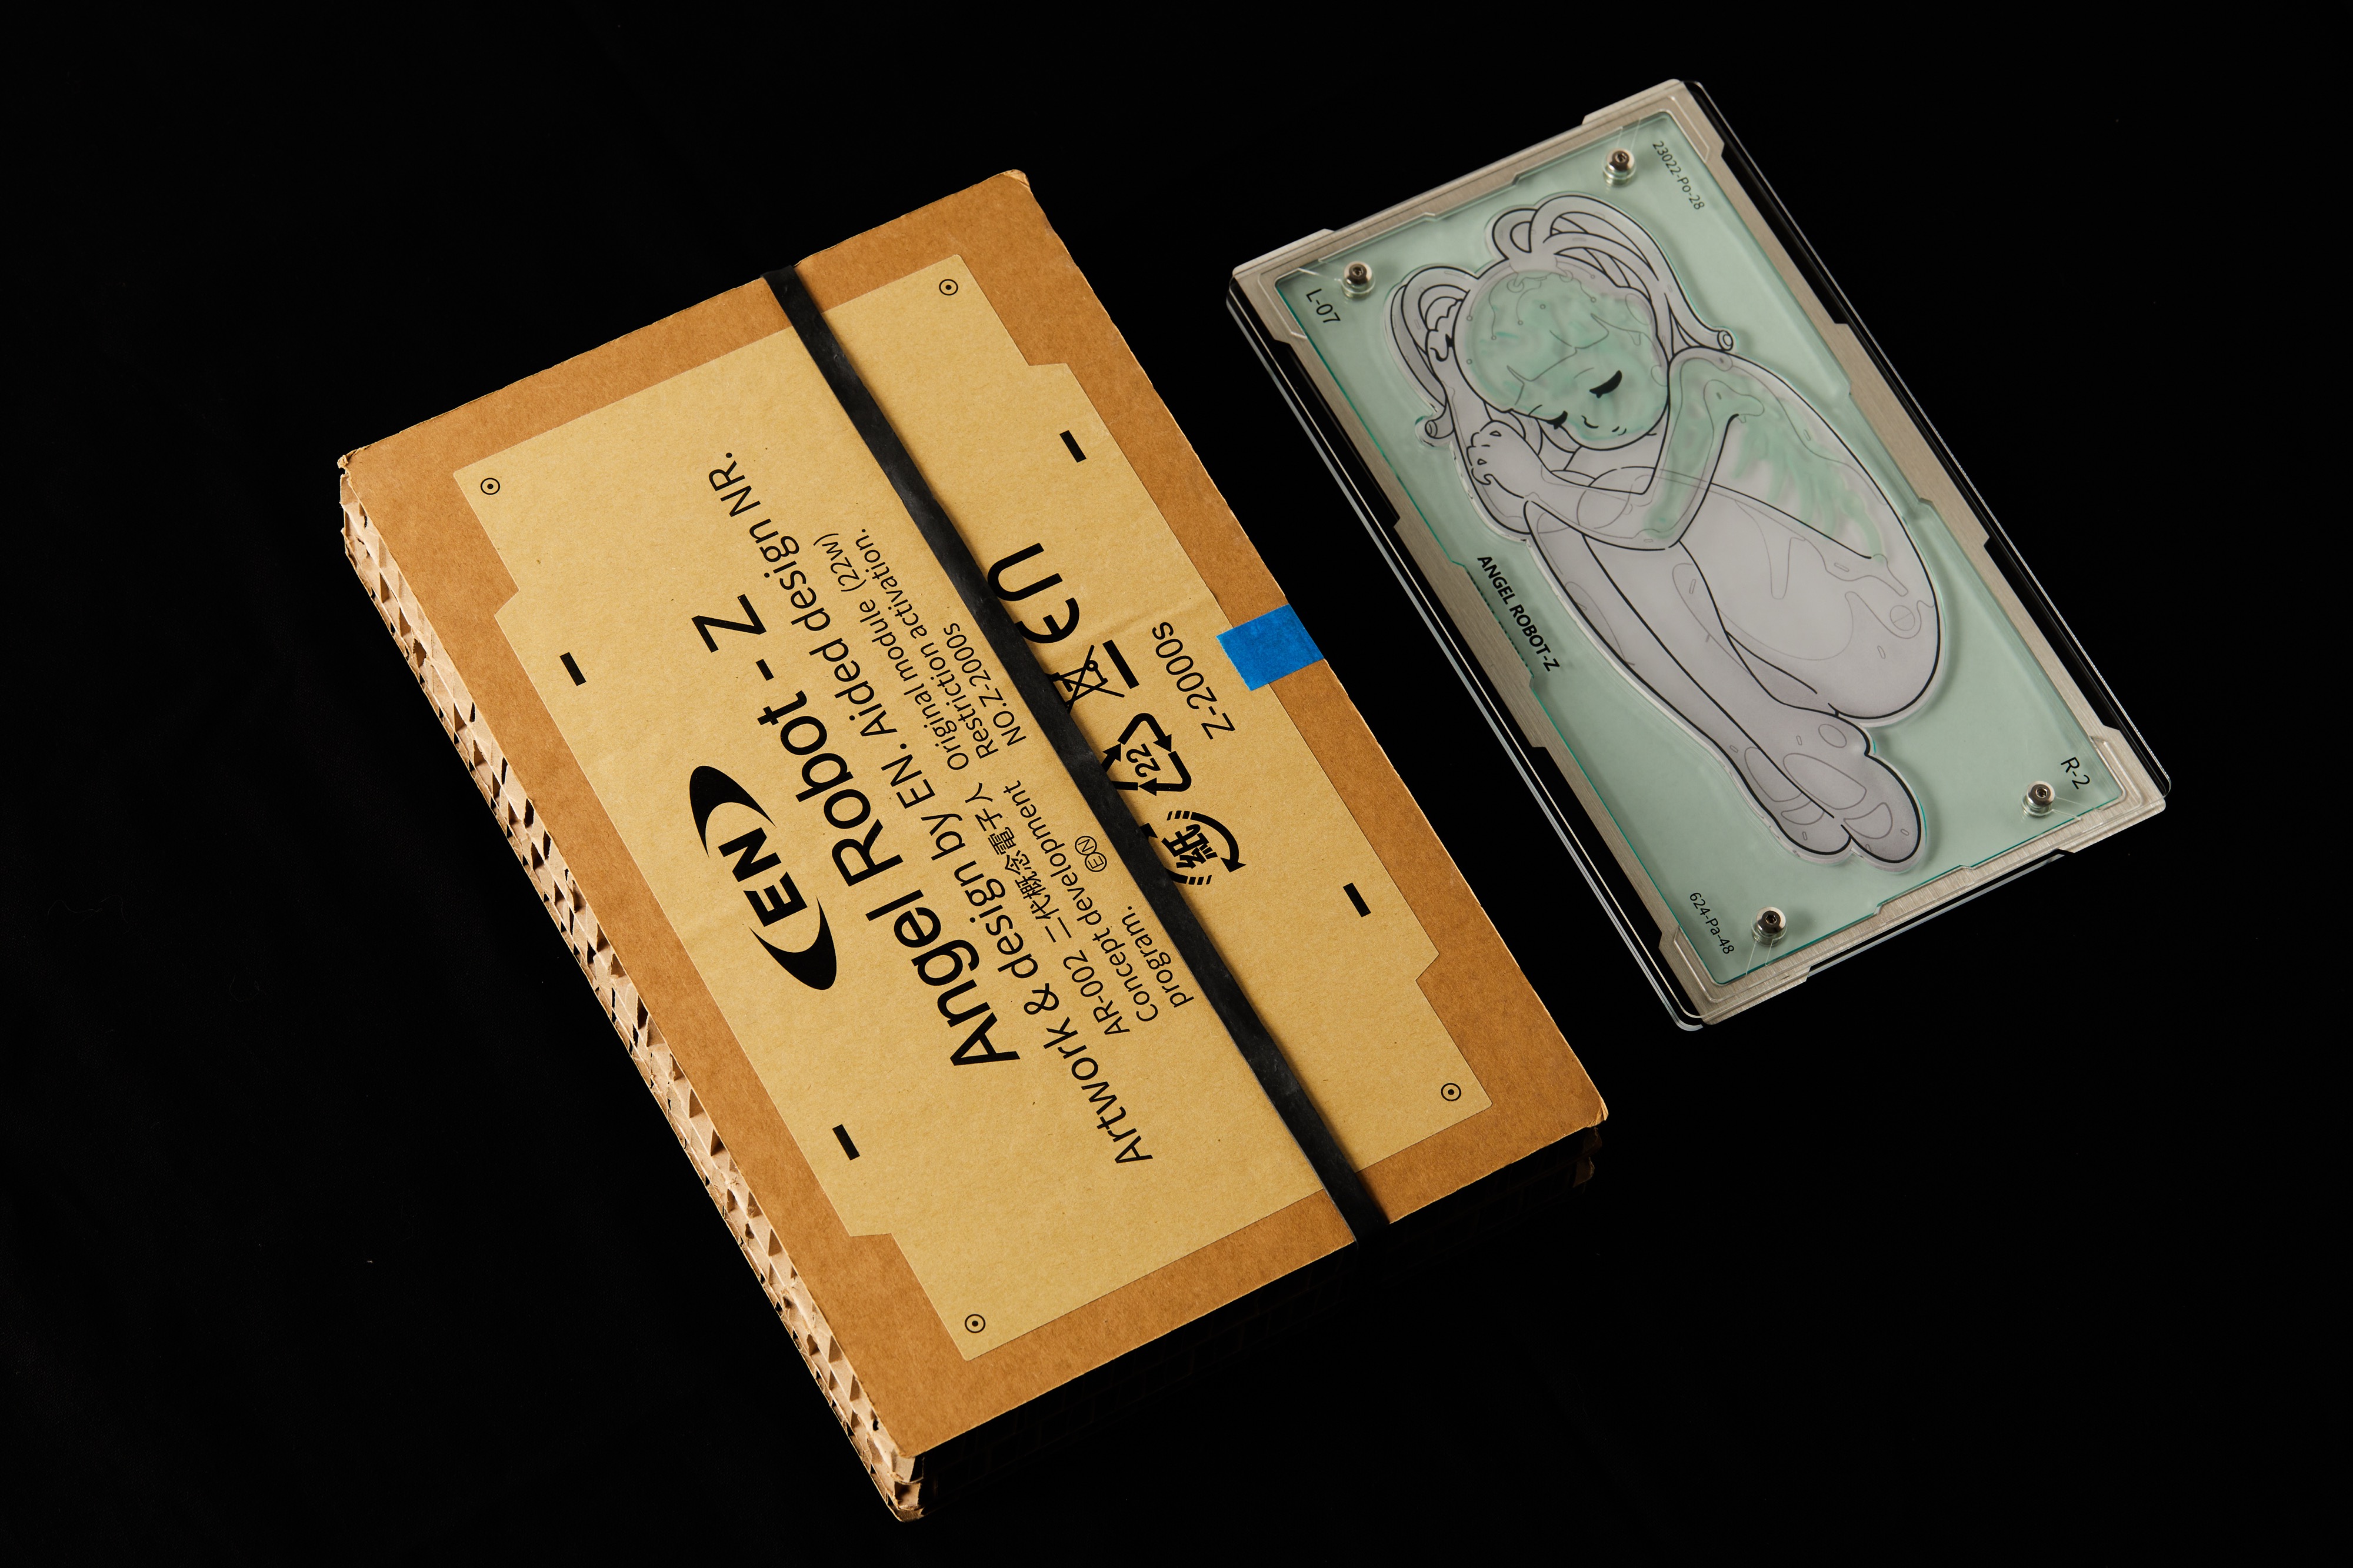 EN
Angel Robot - Z
Artwork & design by EN. Aided design NR.
AR-002 二代概念電子人
Concept development
program.
EN
Original module (22w)
Restriction activation.
NO.Z-2000s
紙
22
en
Z-2000s
L-07
23022-Po-28
ANGEL ROBOT-Z
624-Pa-48
R-2